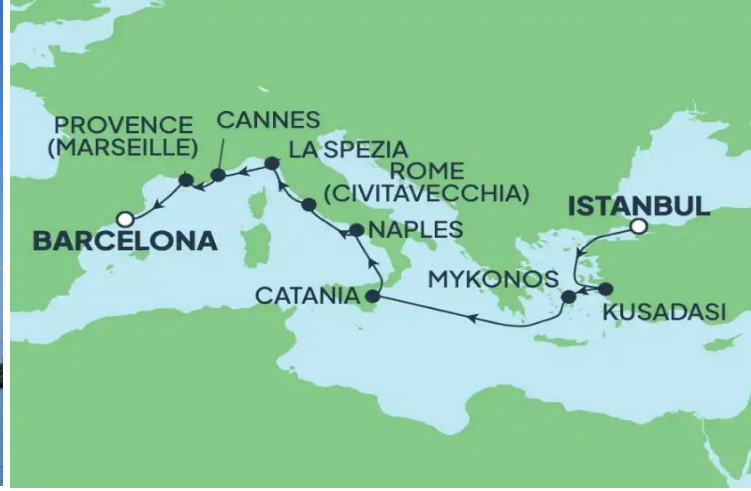 CANNES
PROVENCE
(MARSEILLE)
LA SPEZIA
ROME
(CIVITAVECCHIA)
ISTANBUL
NAPLES
BARCELONA
MYKONOS
CATANIA
KUSADASI